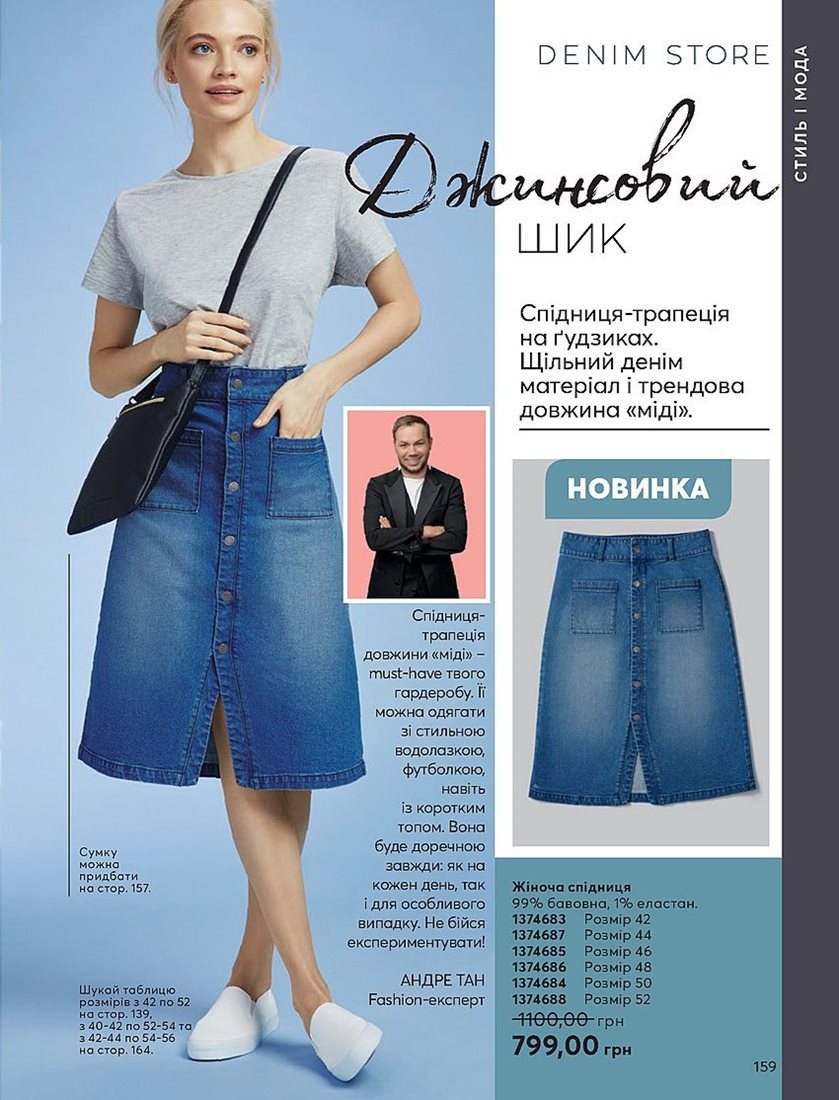 DENIM STORE
СТИЛЬ І МОДА
Джинсовий
ШИК
Спідниця-трапеція
на ґудзиках.
Щільний денім
матеріал і трендова
довжина «міді».
НОВИНКА
Спідниця-
трапеція
довжини «міді» –
must-have твого
гардеробу. Її
можна одягати
зі стильною
водолазкою,
футболкою,
навіть
із коротким
топом. Вона
буде доречною
завжди: як на
кожен день, так
і для особливого
випадку. Не бійся
експериментувати!
АНДРЕ ТАН
Fashion-експерт
Сумку
можна
придбати
на стор. 157.
Шукай таблицю
розмірів з 42 по 52
на стор. 139,
з 40-42 по 52-54 та
з 42-44 по 54-56
на стор. 164.
Жіноча спідниця
99% бавовна, 1% еластан.
1374683 Розмір 42
1374687 Розмір 44
1374685 Розмір 46
1374686 Розмір 48
1374684 Розмір 50
1374688 Розмір 52
1100,00 грн
799,00 грн
159